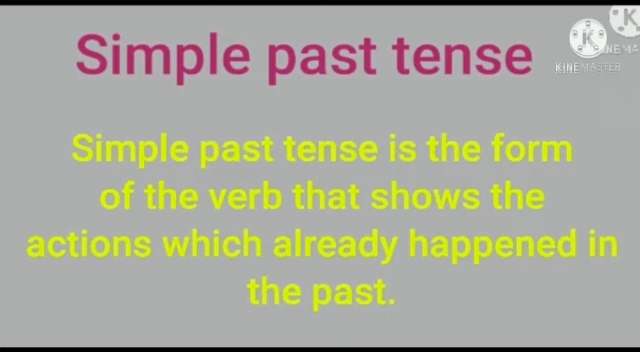 Simple past tense
KINEMASTER
Simple past tense is the form
of the verb that shows the
actions which already happened in
the past.